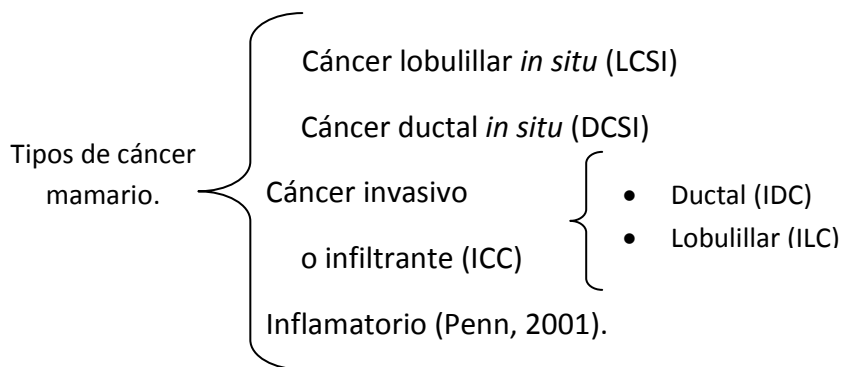 Tipos de cáncer
mamario.
Cáncer lobulillar in situ (LCSI)
Cáncer ductal in situ (DCSI)
Cáncer invasivo
o infiltrante (ICC)
• Ductal (IDC)
• Lobulillar (ILC)
Inflamatorio (Penn, 2001).